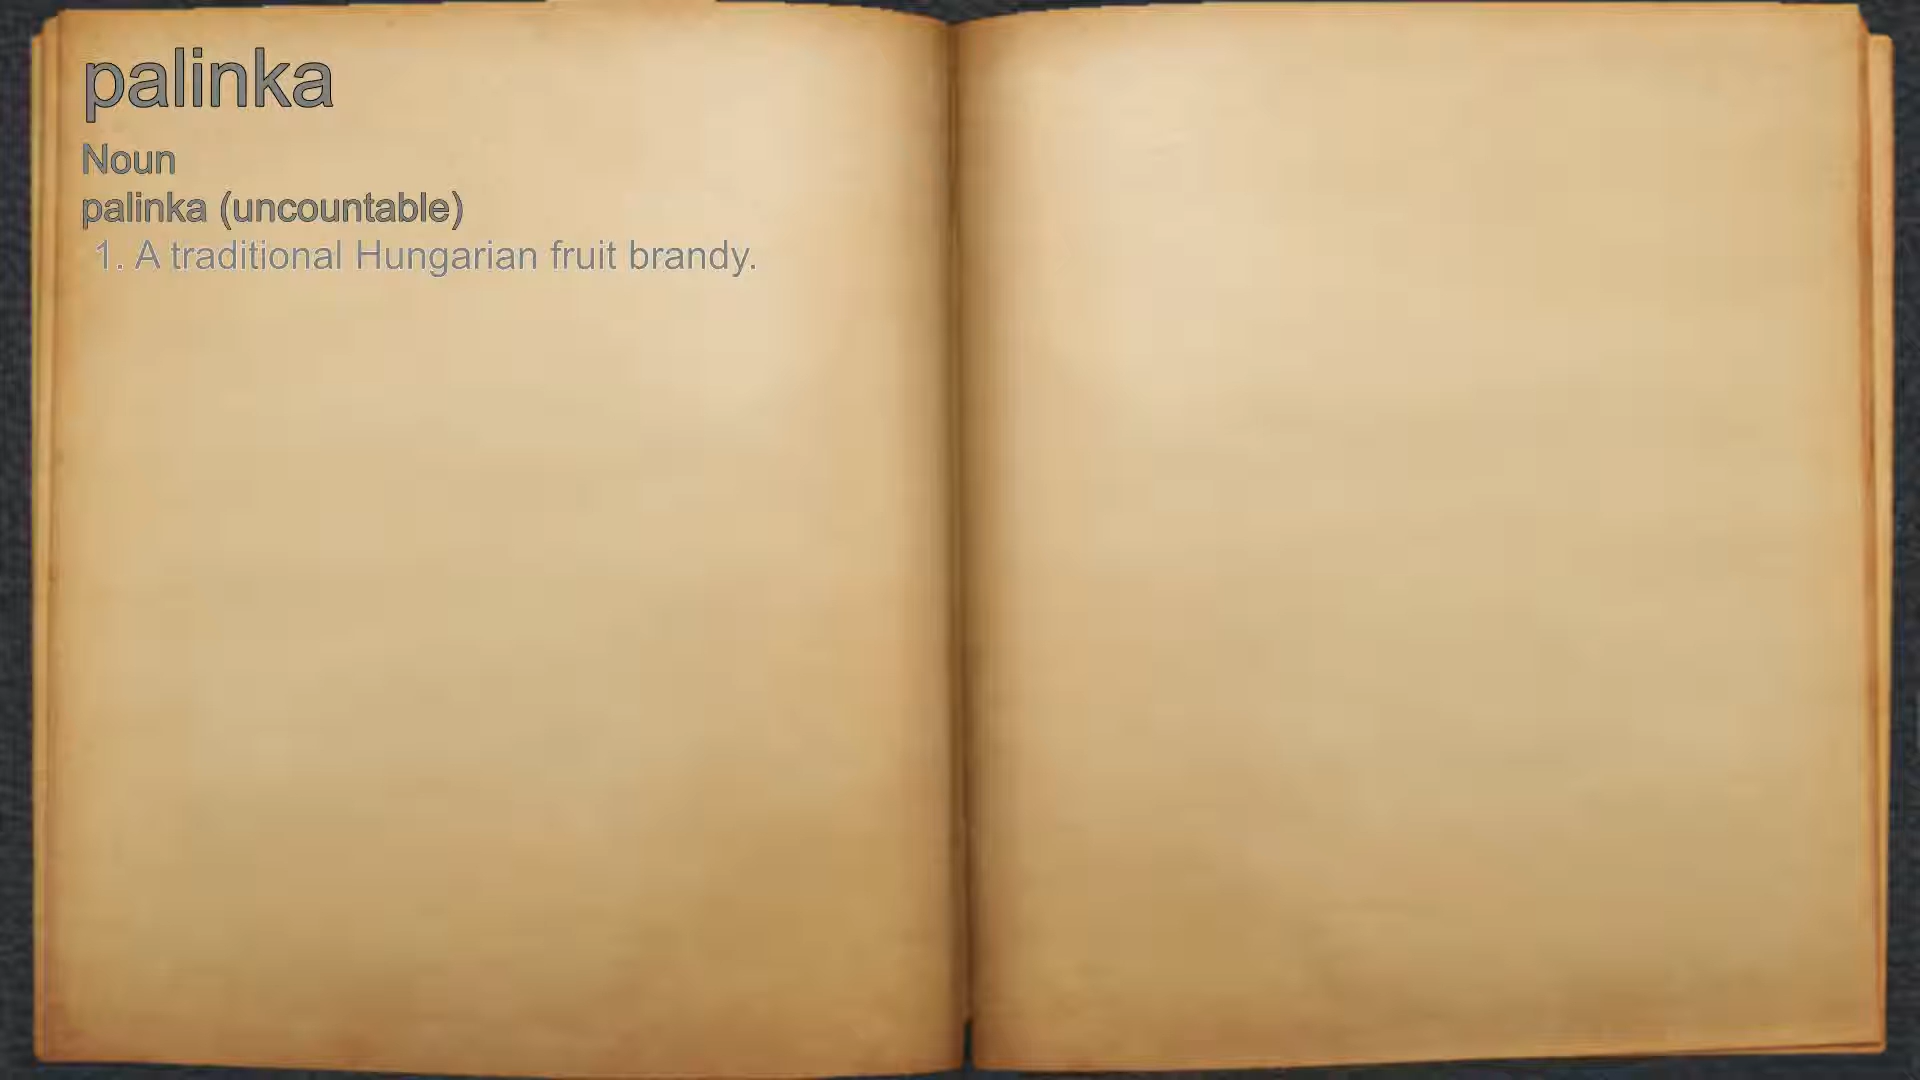 palinka
Noun
palinka (uncountable)
1. A traditional Hungarian fruit brandy.